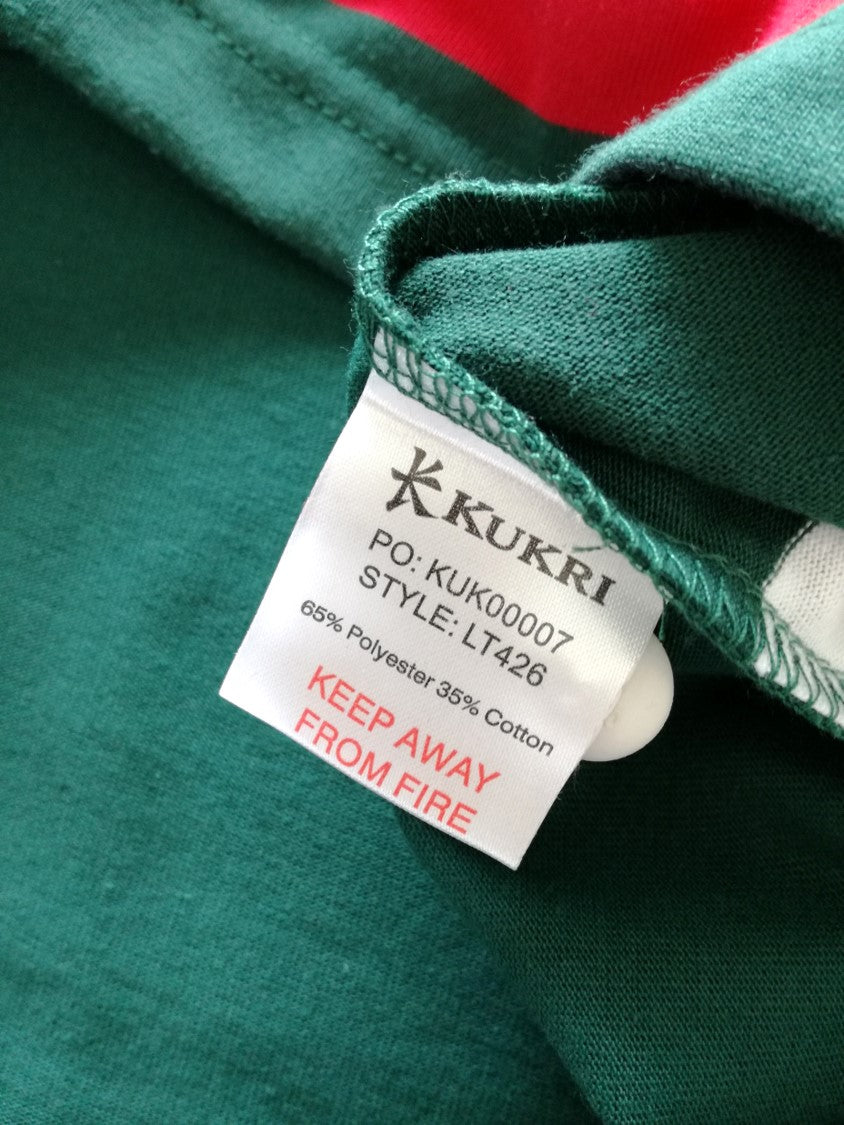 KUKRI
PO: KUK00007
STYLE: LT426
65% Polyester 35% Cotton
KEEP AWAY
FROM FIRE